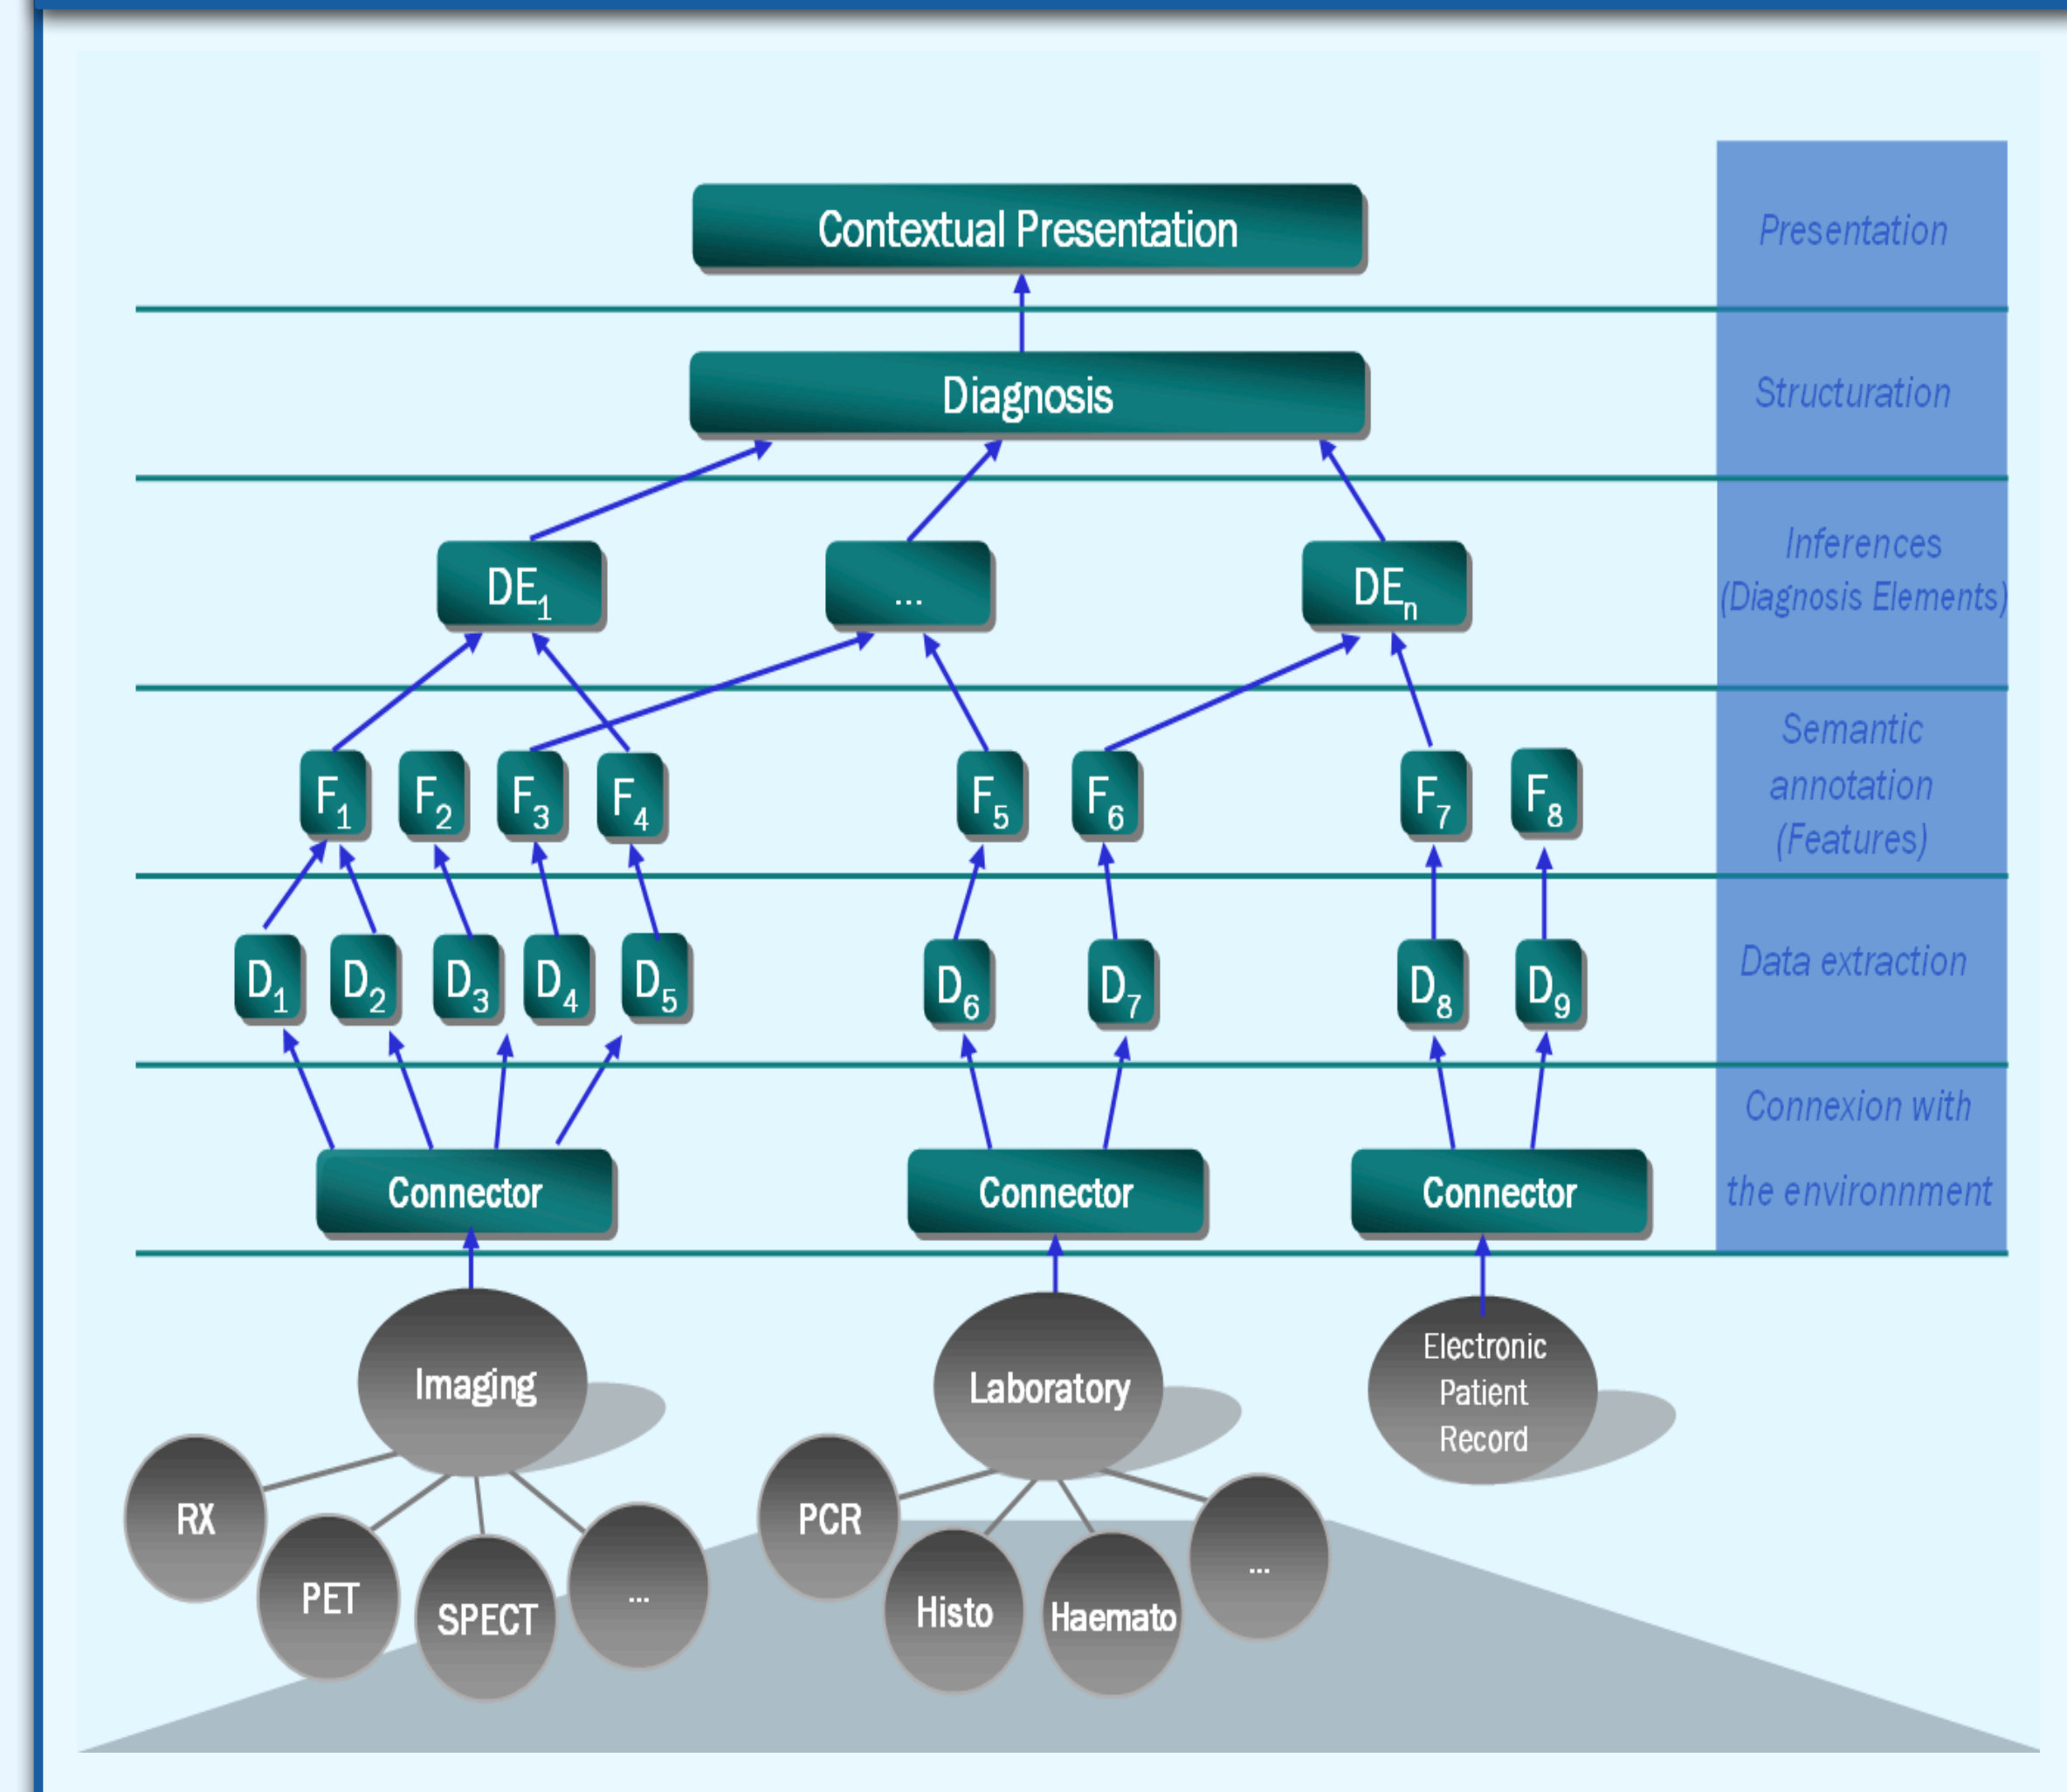 Contextual Presentation
Presentation
Diagnosis
Structuration
DE1
...
DEn
Inferences
(Diagnosis Elements)
F1
F2
F3
F4
F5
F6
F7
F8
Semantic
annotation
(Features)
D1
D2
D3
D4
D5
D6
D7
D8
D9
Data extraction
Connector
Connector
Connector
Connexion with
the environnment
Imaging
Laboratory
Electronic
Patient
Record
RX
PET
SPECT
...
PCR
Histo
Haemato
...